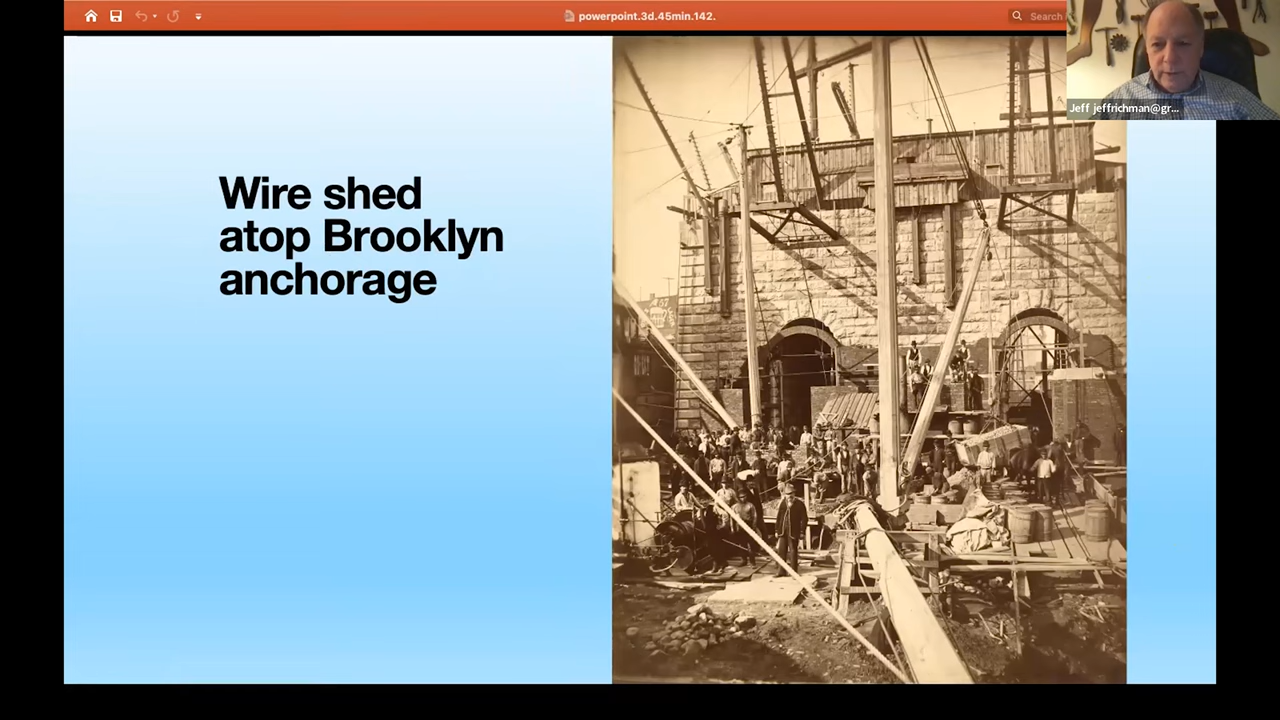 powerpoint.3d.45min.142.
Search
Jeff jeffrichman@gr...
Wire shed
atop Brooklyn
anchorage